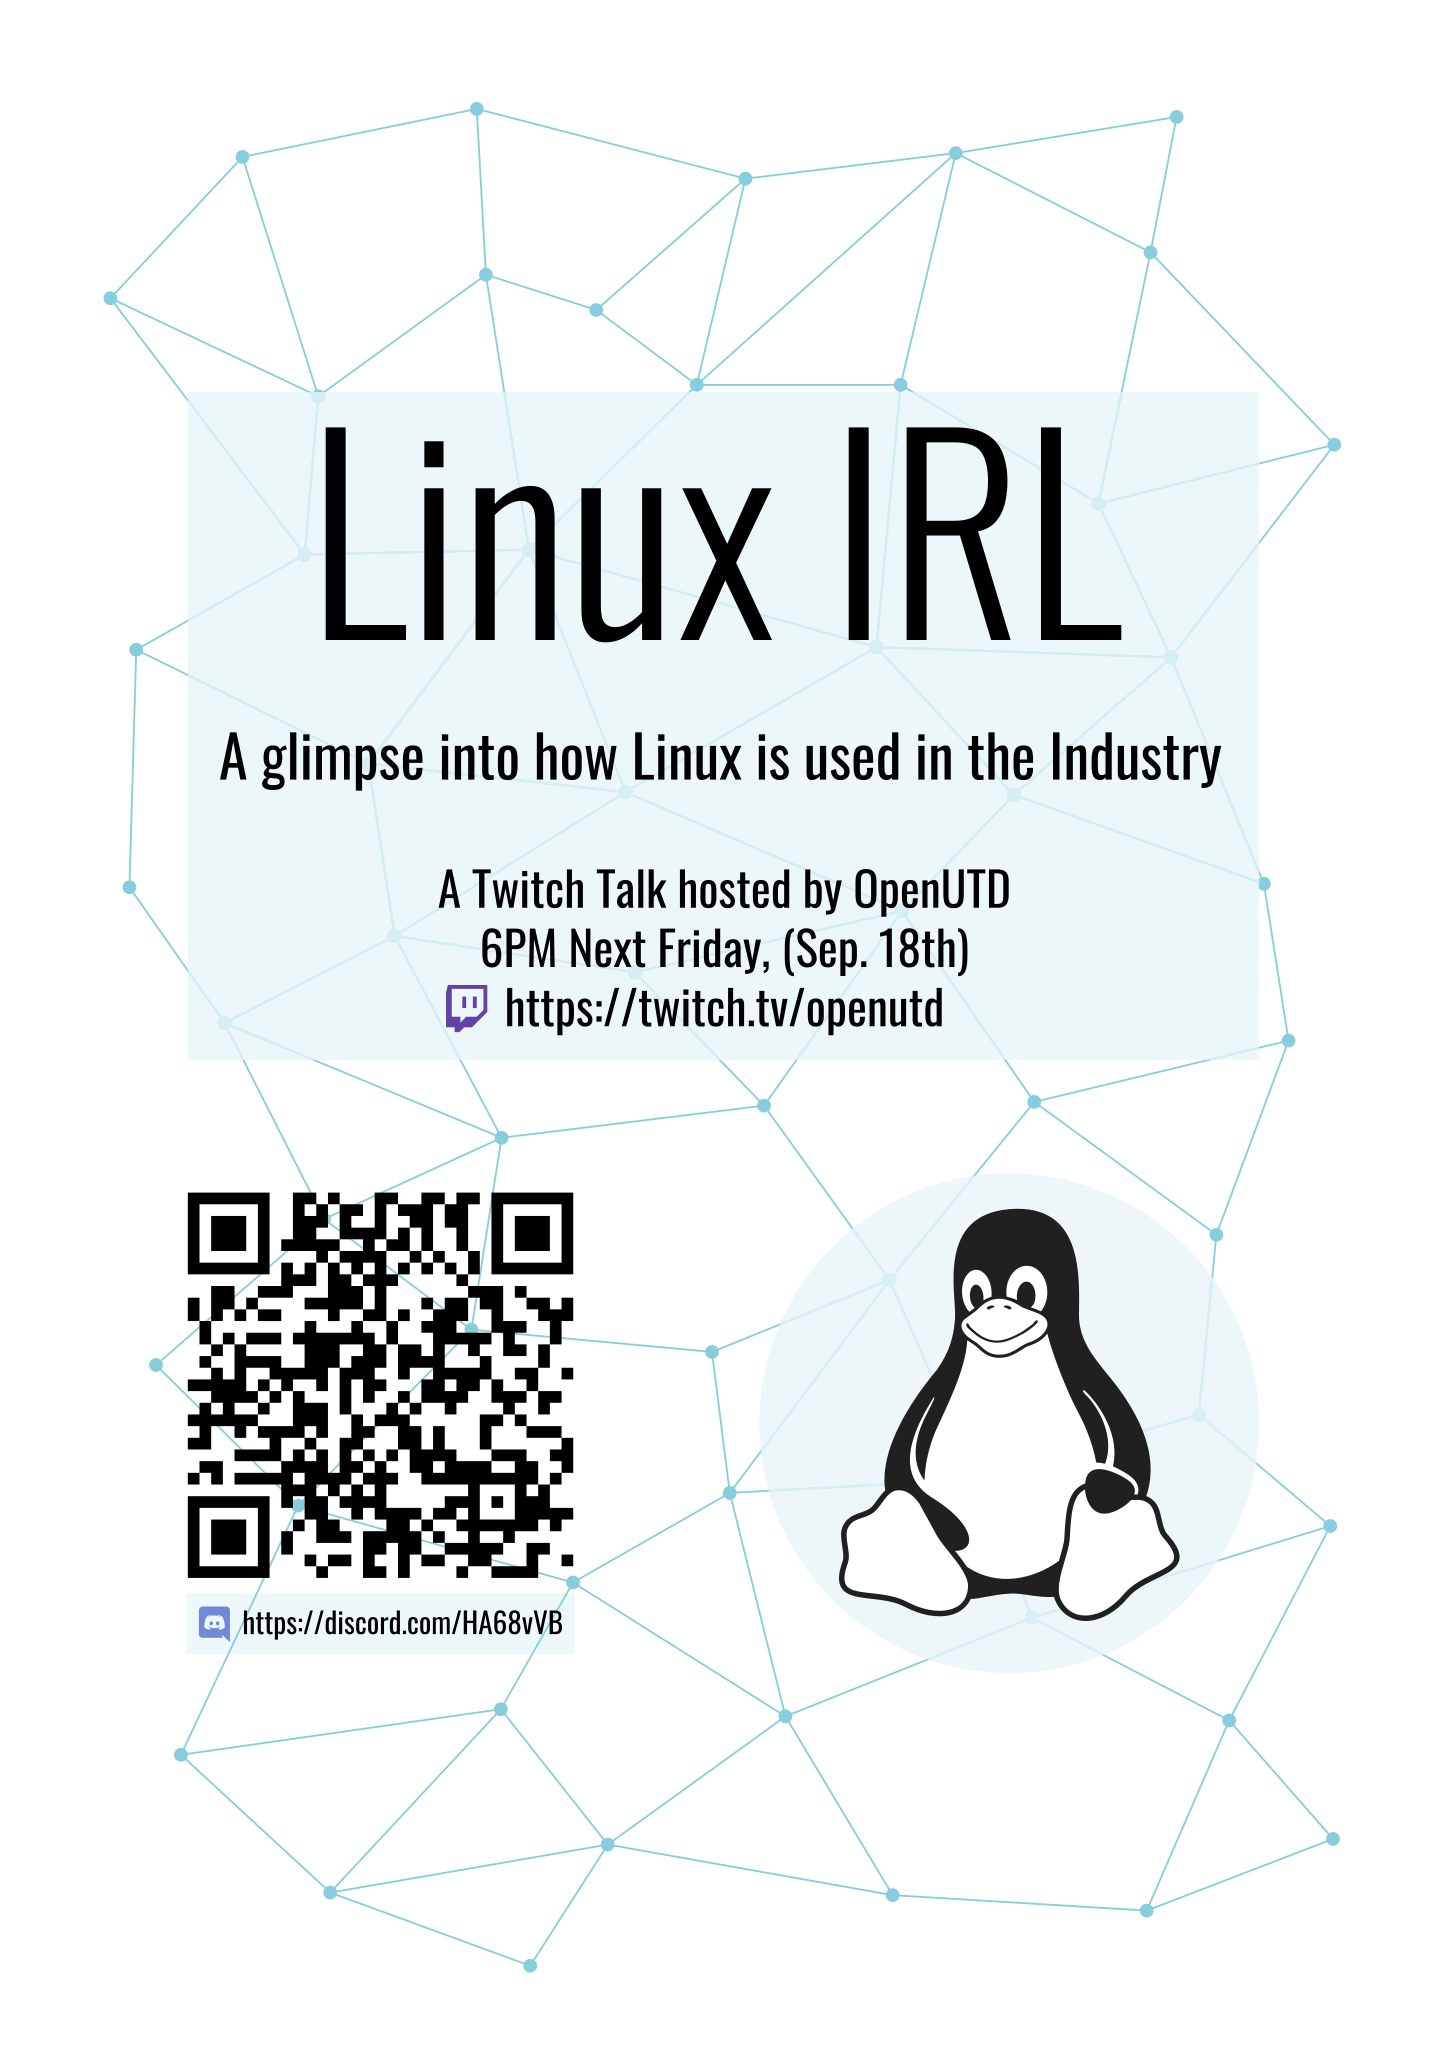 Linux IRL
A glimpse into how Linux is used in the Industry
A Twitch Talk hosted by OpenUTD
6PM Next Friday, (Sep. 18th)
https://twitch.tv/openutd
https://discord.com/HA68vVB